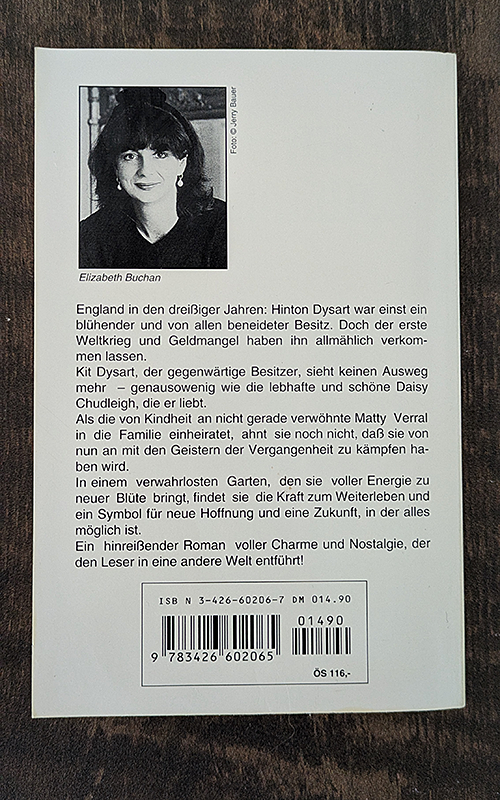 Foto: © Jerry Bauer
Elizabeth Buchan
England in den dreißiger Jahren: Hinton Dysart war einst ein
blühender und von allen beneideter Besitz. Doch der erste
Weltkrieg und Geldmangel haben ihn allmählich verkom-
men lassen.
Kit Dysart, der gegenwärtige Besitzer, sieht keinen Ausweg
mehr – genausowenig wie die lebhafte und schöne Daisy
Chudleigh, die er liebt.
Als die von Kindheit an nicht gerade verwöhnte Matty Verral
in die Familie einheiratet, ahnt sie noch nicht, daß sie von
nun an mit den Geistern der Vergangenheit zu kämpfen ha-
ben wird.
In einem verwahrlosten Garten, den sie voller Energie zu
neuer Blüte bringt, findet sie die Kraft zum Weiterleben und
ein Symbol für neue Hoffnung und eine Zukunft, in der alles
möglich ist.
Ein hinreißender Roman voller Charme und Nostalgie, der
den Leser in eine andere Welt entführt!
ISB N 3-426-60206-7 DM 014.90
01490
9 783426 602065
ÖS 116,-